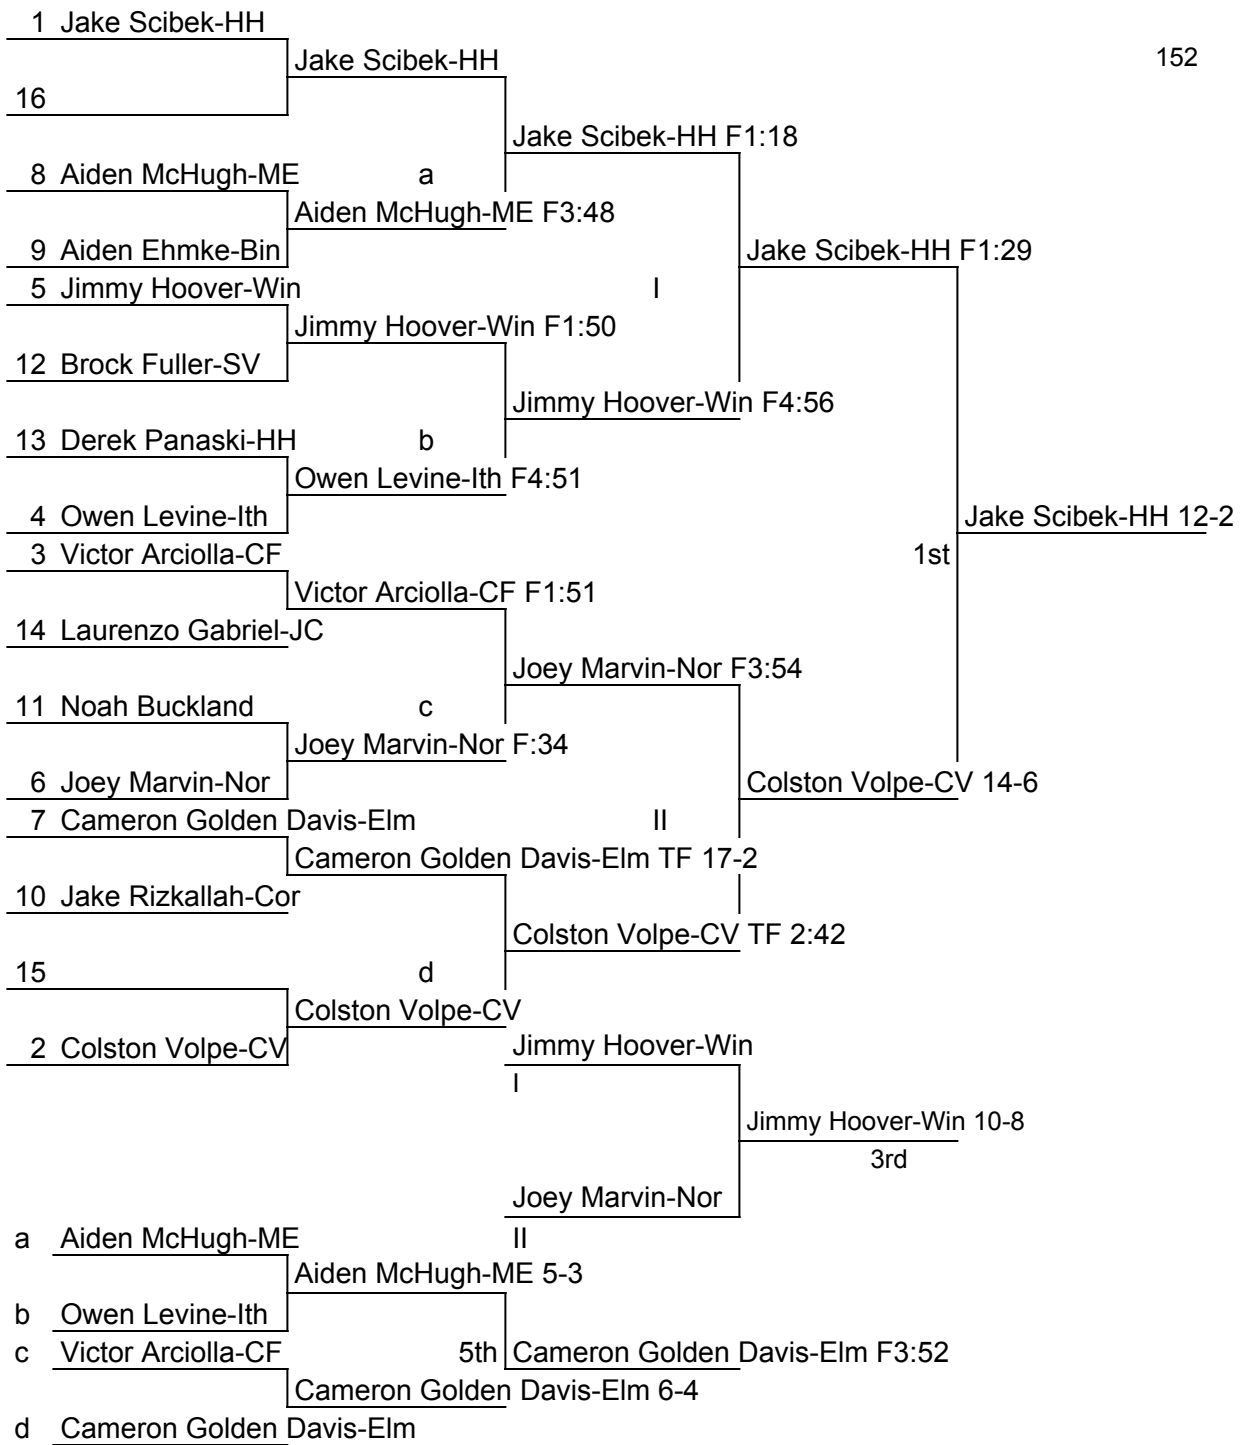 1 Jake Scibek-HH
Jake Scibek-HH
152
16
Jake Scibek-HH F1:18
8 Aiden McHugh-ME
a
Aiden McHugh-ME F3:48
9 Aiden Ehmke-Bin
Jake Scibek-HH F1:29
5 Jimmy Hoover-Win
I
Jimmy Hoover-Win F1:50
12 Brock Fuller-SV
Jimmy Hoover-Win F4:56
13 Derek Panaski-HH
b
Owen Levine-Ith F4:51
4 Owen Levine-Ith
Jake Scibek-HH 12-2
3 Victor Arciolla-CF
1st
Victor Arciolla-CF F1:51
14 Laurenzo Gabriel-JC
Joey Marvin-Nor F3:54
11 Noah Buckland
c
Joey Marvin-Nor F:34
6 Joey Marvin-Nor
Colston Volpe-CV 14-6
7 Cameron Golden Davis-Elm
II
Cameron Golden Davis-Elm TF 17-2
10 Jake Rizkallah-Cor
Colston Volpe-CV TF 2:42
15
d
Colston Volpe-CV
2 Colston Volpe-CV
Jimmy Hoover-Win
I
Jimmy Hoover-Win 10-8
3rd
Joey Marvin-Nor
a Aiden McHugh-ME
II
Aiden McHugh-ME 5-3
b Owen Levine-Ith
c Victor Arciolla-CF
5th
Cameron Golden Davis-Elm F3:52
Cameron Golden Davis-Elm 6-4
d Cameron Golden Davis-Elm